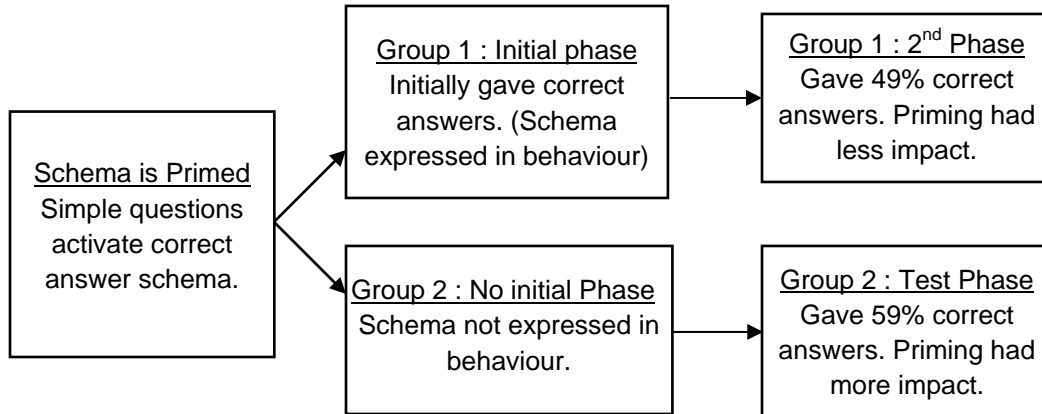 Schema is Primed
Simple questions
activate correct
answer schema.
Group 1 : Initial phase
Initially gave correct
answers. (Schema
expressed in behaviour)
Group 1 : 2nd Phase
Gave 49% correct
answers. Priming had
less impact.
Group 2 : No initial Phase
Schema not expressed in
behaviour.
Group 2 : Test Phase
Gave 59% correct
answers. Priming had
more impact.